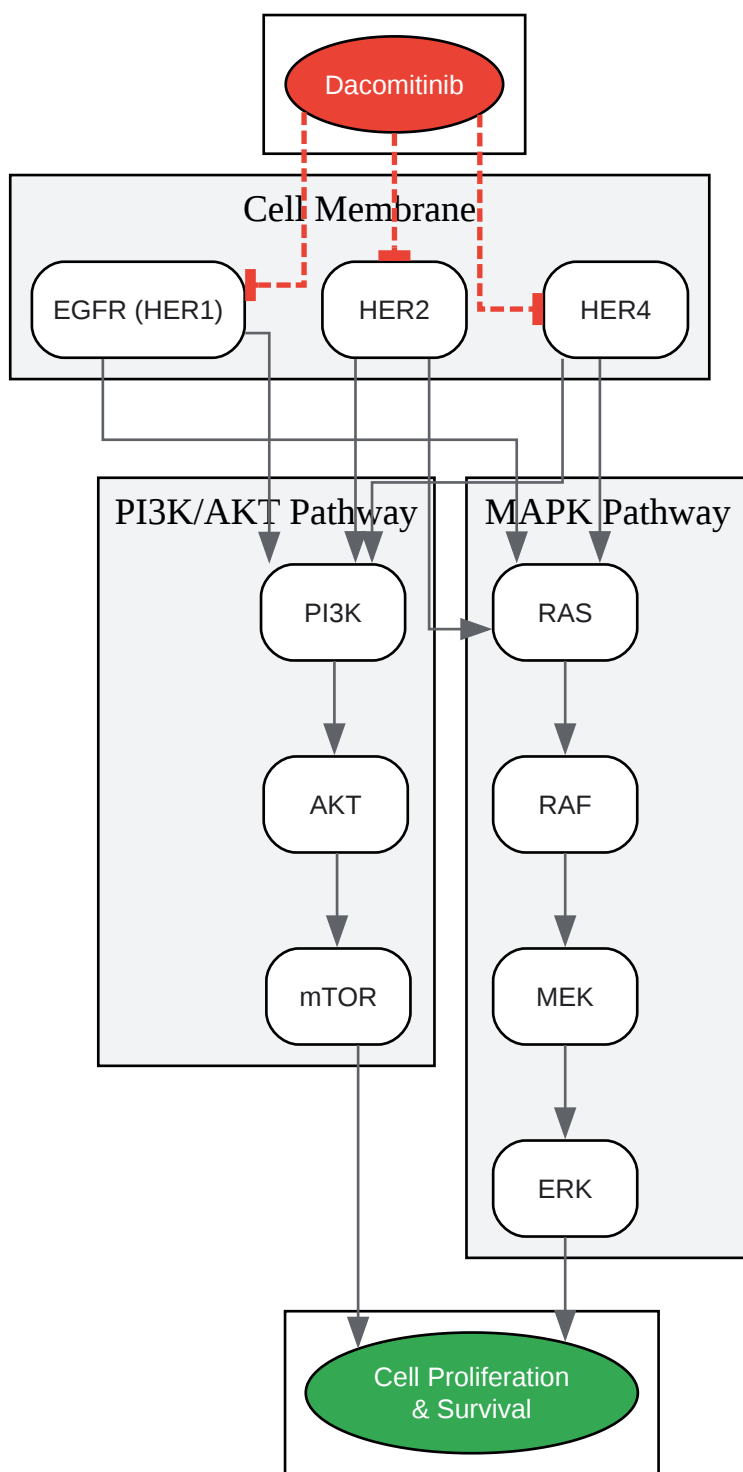 Dacomitinib
Cell Membrane
EGFR (HER1)
HER2
HER4
PI3K/AKT Pathway
MAPK Pathway
PI3K
RAS
AKT
RAF
mTOR
MEK
ERK
Cell Proliferation
& Survival